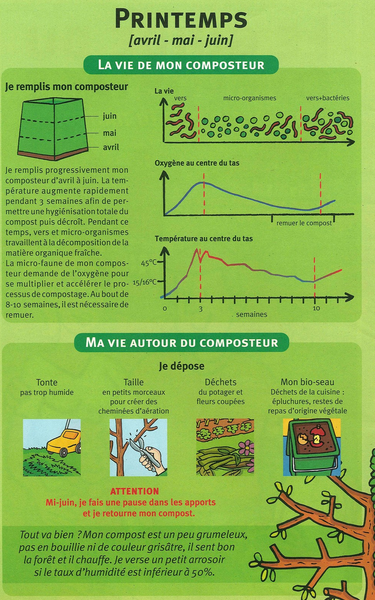 PRINTEMPS
[avril - mai - juin]
LA VIE DE MON COMPOSTEUR
Je remplis mon composteur
juin
mai
avril
Je remplis progressivement mon
composteur d'avril à juin. La tem-
pérature augmente rapidement
pendant 3 semaines afin de per-
mettre une hygiénisation totale du
compost puis décroît. Pendant ce
temps, vers et micro-organismes
travaillent à la décomposition de la
matière organique fraîche.
La micro-faune de mon compos-
teur demande de l'oxygène pour
se multiplier et accélérer le pro-
cessus de compostage. Au bout de
8-10 semaines, il est nécessaire de
remuer.
La vie
vers micro-organismes vers+bactéries
Oxygène au centre du tas
remuer le compost
Température au centre du tas
45°C
15/16°C
0 3 10
semaines
MA VIE AUTOUR DU COMPOSTEUR
Je dépose
Tonte
pas trop humide
Taille
en petits morceaux
pour créer des
cheminées d'aération
Déchets
du potager et
fleurs coupées
Mon bio-seau
Déchets de la cuisine :
épluchures, restes de
repas d'origine végétale
ATTENTION
Mi-juin, je fais une pause dans les apports
et je retourne mon compost.
Tout va bien ? Mon compost est un peu grumeleux,
pas en bouillie ni de couleur grisâtre, il sent bon
la forêt et il chauffe. Je verse un petit arrosoir
si le taux d'humidité est inférieur à 50%.